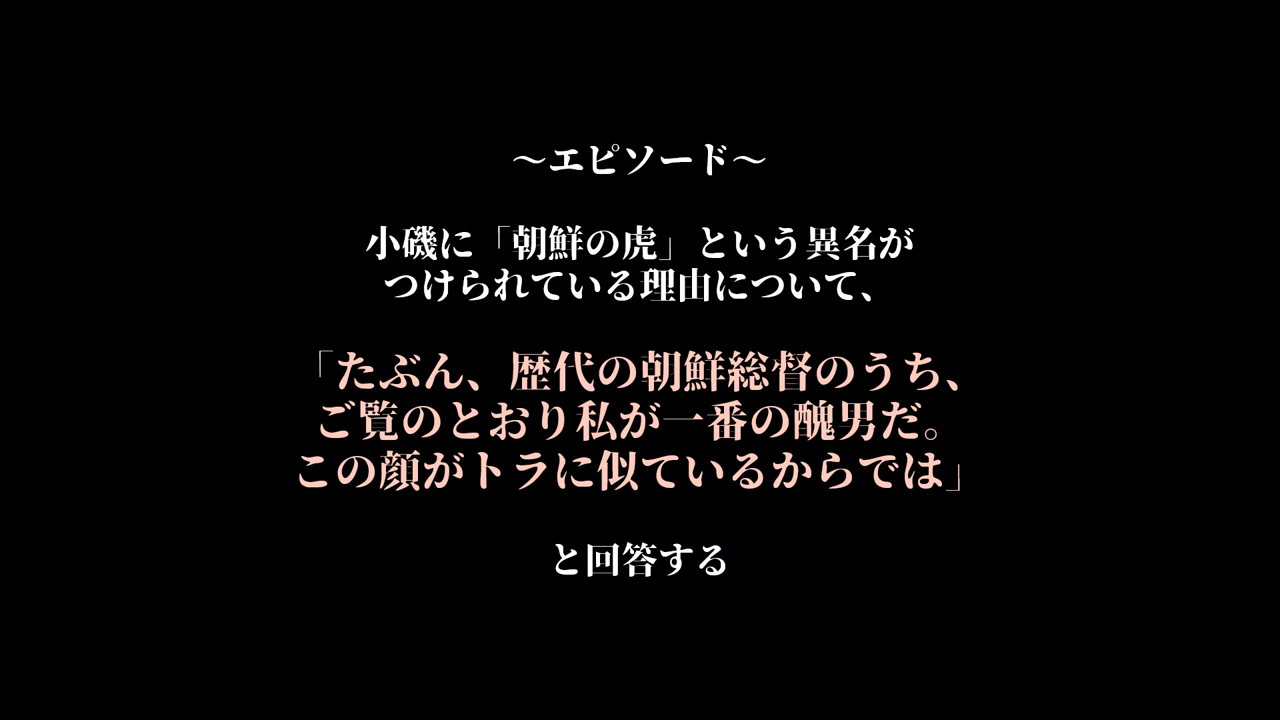 ～エピソード～
小磯に「朝鮮の虎」という異名が
つけられている理由について、
「たぶん、歴代の朝鮮総督のうち、
ご覧のとおり私が一番の醜男だ。
この顔がトラに似ているからでは」
と回答する